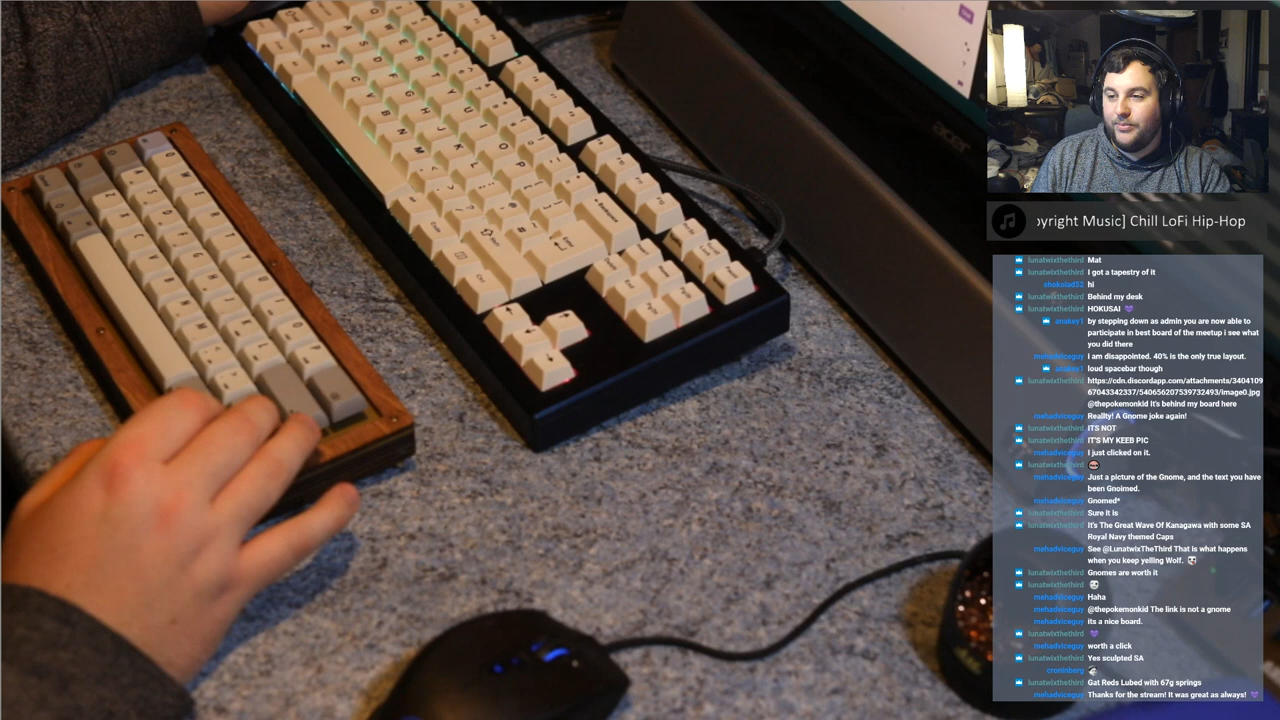 acer
yright Music] Chill LoFi Hip-Hop
lunatwixthethird Mat
lunatwixthethird I got a tapestry of it
shokolad32 hi
lunatwixthethird Behind my desk
lunatwixthethird HOKUSAI
by stepping down as admin you are now able to
participate in best board of the meetup i see what
you did there
mehadviceguy I am disappointed. 40% is the only true layout.
loud spacebar though
lunatwixthethird https://cdn.discordapp.com/attachments/3404109
67043342337/540656207539732493/image0.jpg
@thepokemonkid It's behind my board here
mehadviceguy Reallty! A Gnome joke again!
lunatwixthethird ITS NOT
lunatwixthethird IT'S MY KEEB PIC
mehadviceguy I just clicked on it.
lunatwixthethird
mehadviceguy Just a picture of the Gnome, and the text you have
been Gnoimed.
mehadviceguy Gnomed*
lunatwixthethird Sure it is
lunatwixthethird It's The Great Wave Of Kanagawa with some SA
Royal Navy themed Caps
mehadviceguy See @LunatwixTheThird That is what happens
when you keep yelling Wolf.
lunatwixthethird Gnomes are worth it
lunatwixthethird
mehadviceguy Haha
mehadviceguy @thepokemonkid The link is not a gnome
mehadviceguy its a nice board.
lunatwixthethird
mehadviceguy worth a click
lunatwixthethird Yes sculpted SA
croninberg
lunatwixthethird Gat Reds Lubed with 67g springs
mehadviceguy Thanks for the stream! It was great as always!